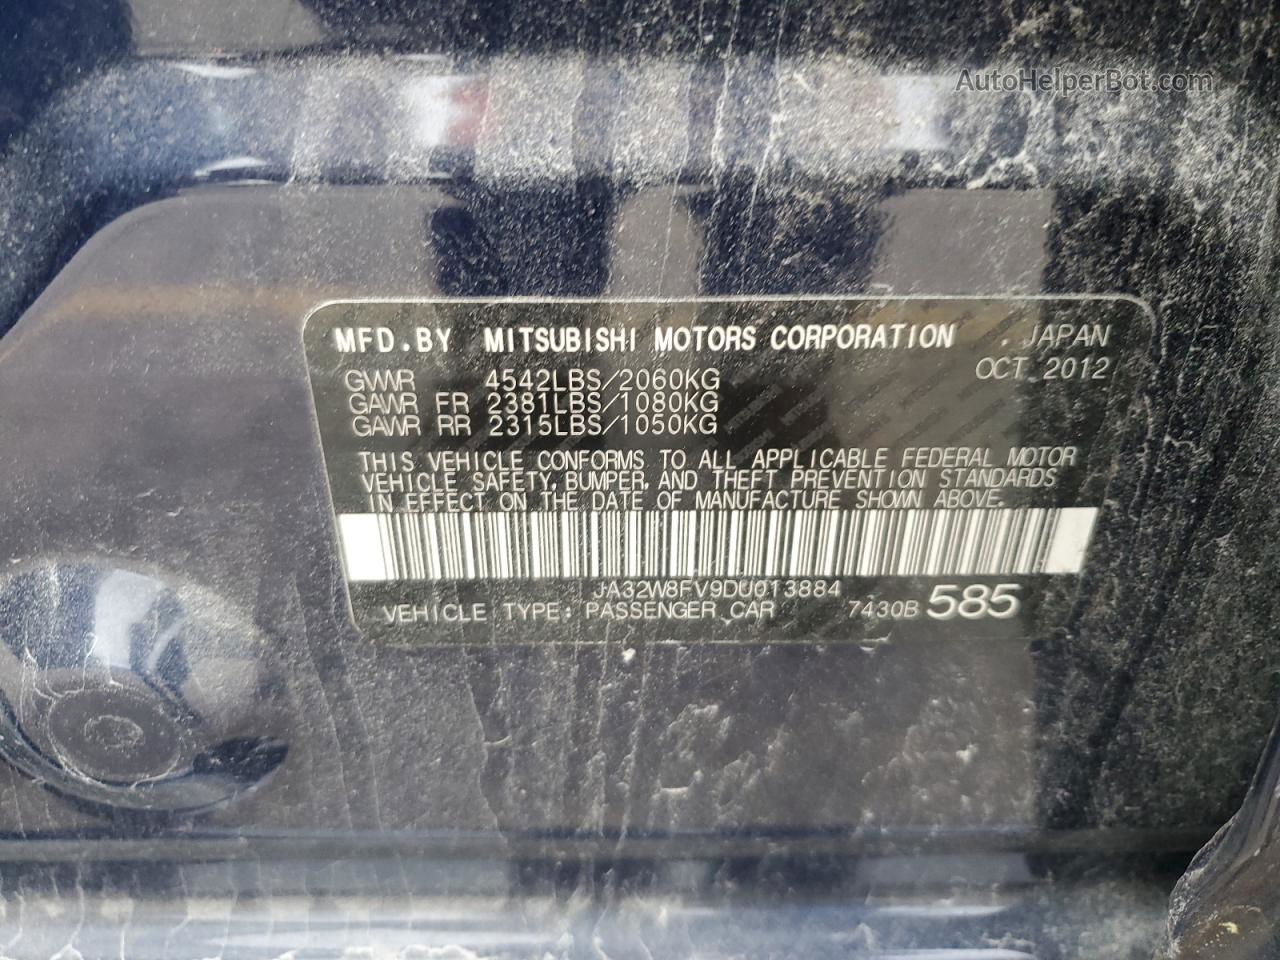 AutoHelperBot.com
MFD.BY MITSUBISHI MOTORS CORPORATION . JAPAN
OCT. 2012
GVWR 4542LBS/2060KG
GAWR FR 2381LBS/1080KG
GAWR RR 2315LBS/1050KG
THIS VEHICLE CONFORMS TO ALL APPLICABLE FEDERAL MOTOR
VEHICLE SAFETY, BUMPER, AND THEFT PREVENTION STANDARDS
IN EFFECT ON THE DATE OF MANUFACTURE SHOWN ABOVE.
JA32W8FV9DU013884
VEHICLE TYPE: PASSENGER CAR 7430B 585